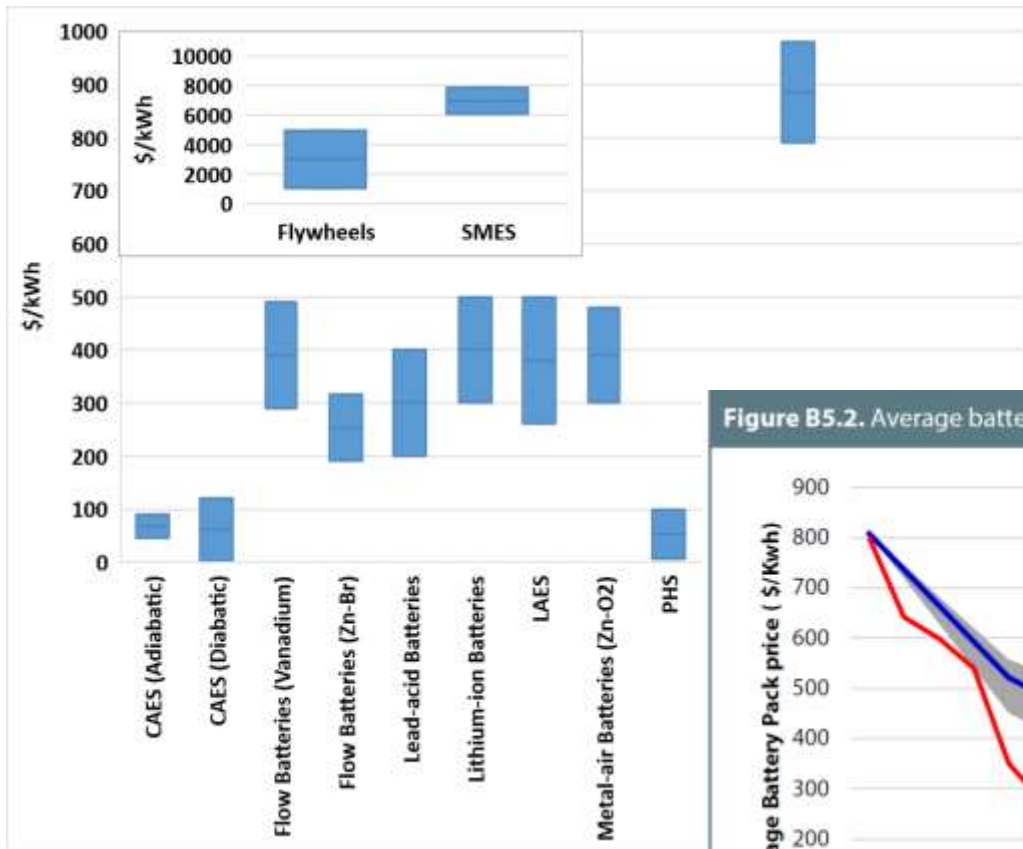 1000
900
800
700
600
500
400
300
200
100
0
$/kWh
10000
8000
6000
4000
2000
0
$/kWh
Flywheels
SMES
CAES (Adiabatic)
CAES (Diabatic)
Flow Batteries (Vanadium)
Flow Batteries (Zn-Br)
Lead-acid Batteries
Lithium-ion Batteries
LAES
Metal-air Batteries (Zn-O2)
PHS
Figure B5.2. Average
900
800
700
600
500
400
300
200
Battery Pack price ( $/Kwh)